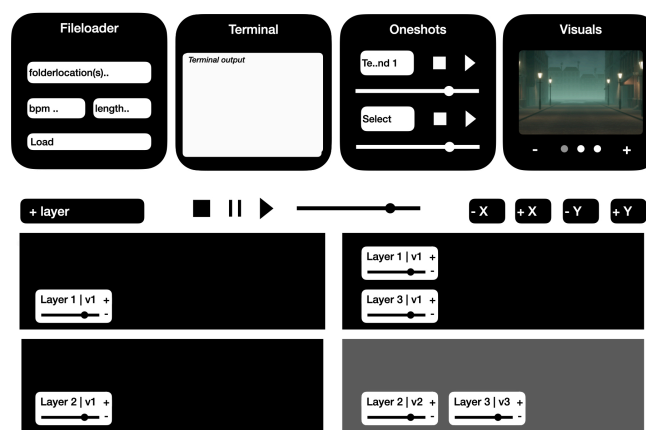 Fileloader
Terminal
Oneshots
Visuals
folderlocation(s)..
bpm ..
length..
Load
Terminal output
Te..nd 1
Select
- +
+ layer
- X
+ X
- Y
+ Y
Layer 1 | v1 +
-
Layer 1 | v1 +
-
Layer 3 | v1 +
-
Layer 2 | v1 +
-
Layer 2 | v2 +
-
Layer 3 | v3 +
-